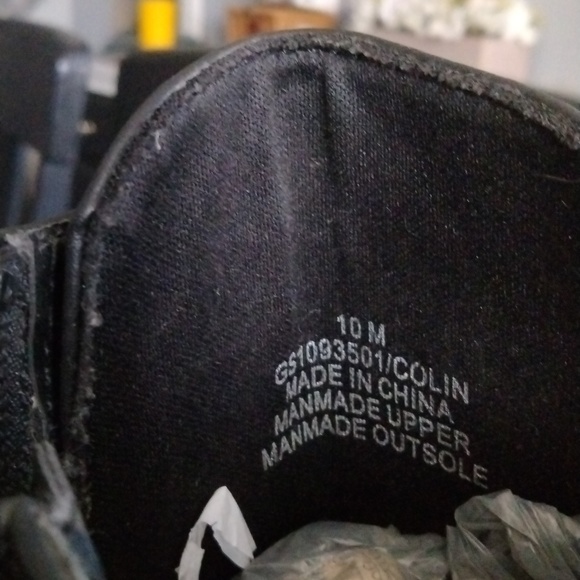 10 M
GS1093501/COLIN
MADE IN CHINA
MANMADE UPPER
MANMADE OUTSOLE